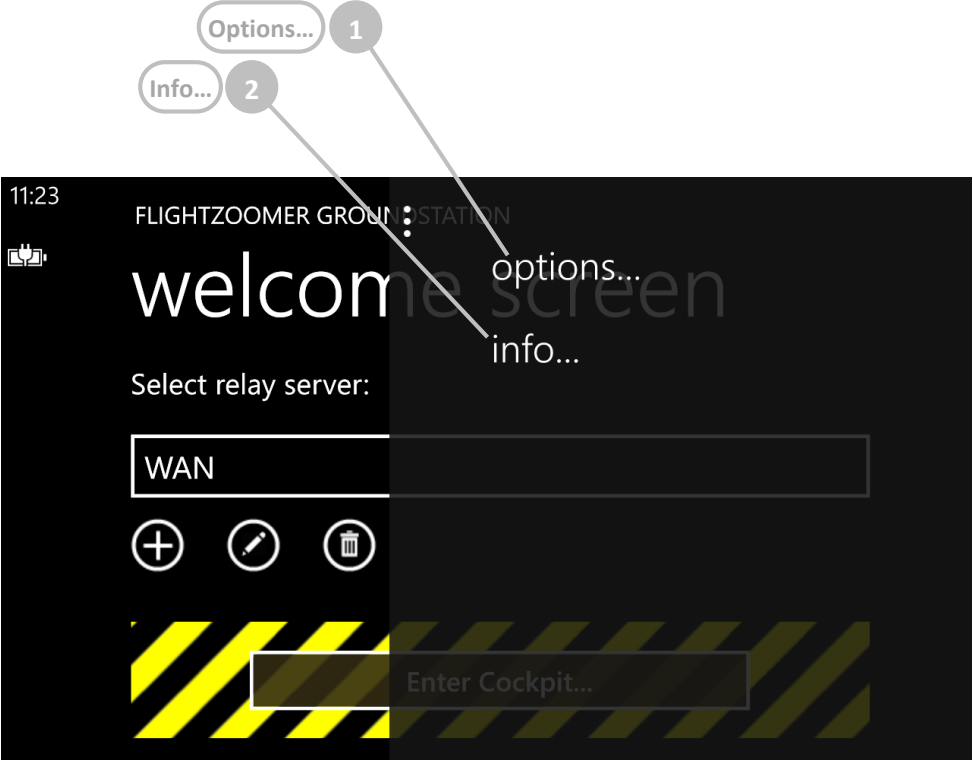 Options... 1
Info... 2
11:23
FLIGHTZOOMER GROUNDSTATION
welcome screen
options...
info...
Select relay server:
WAN
Enter Cockpit...